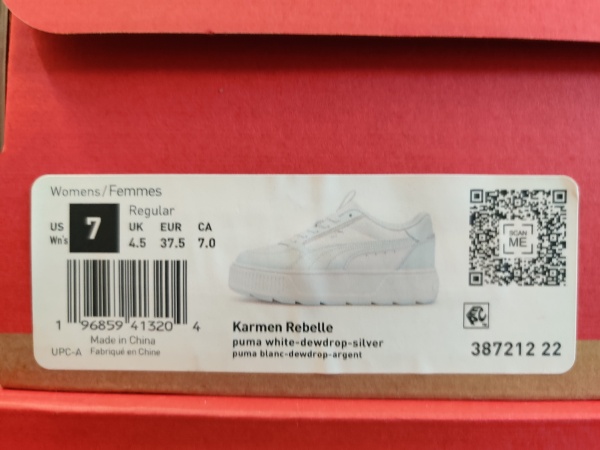 Womens/Femmes
Regular
US Wn's 7 UK 4.5 EUR 37.5 CA 7.0
SCAN ME
1 96859 41320 4
Made in China
UPC-A Fabriqué en Chine
Karmen Rebelle
puma white-dewdrop-silver
puma blanc-dewdrop-argent
387212 22